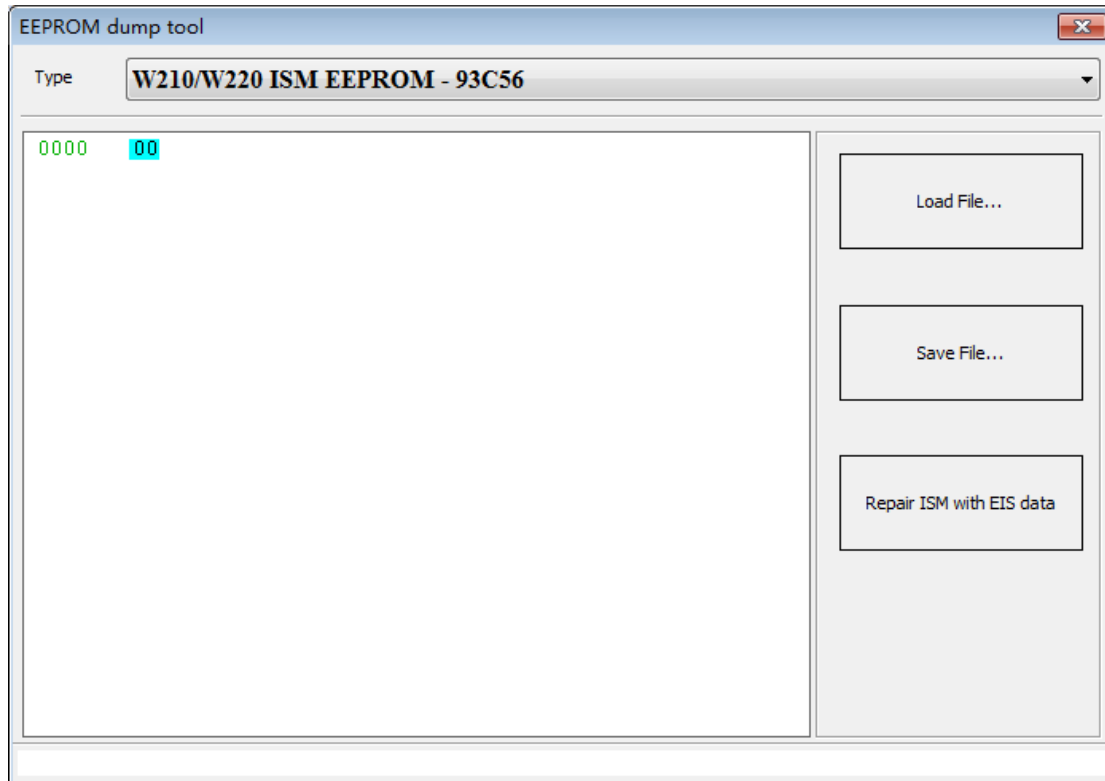 EEPROM dump tool
Type
W210/W220 ISM EEPROM - 93C56
0000 00
Load File...
Save File...
Repair ISM with EIS data